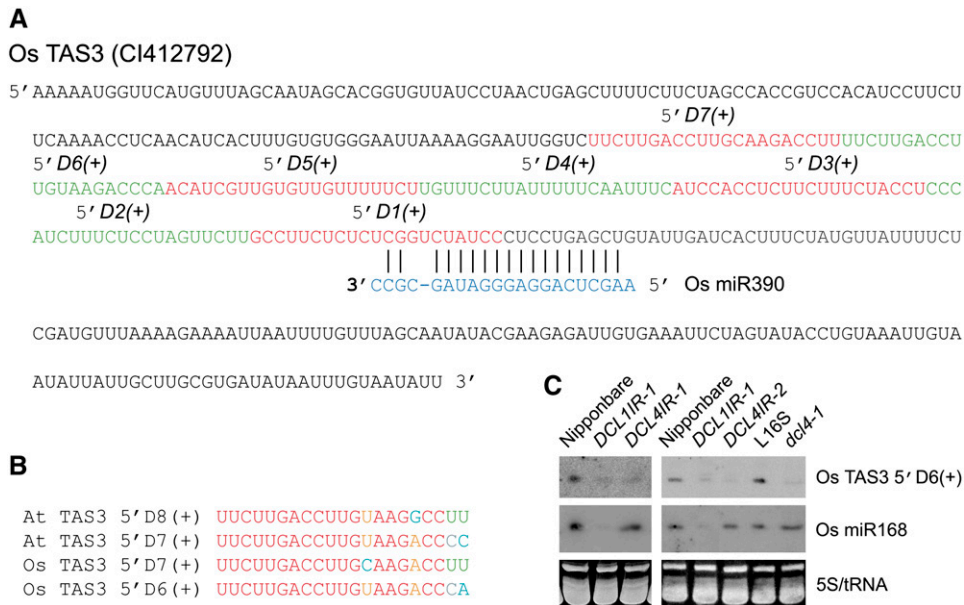 A
Os TAS3 (CI412792)
5′AAAAAUGGUUCAUGUUUAGCAAUAGCACGGUGUUAUCCUAACUGAGCUUUUCUUCUAGCCACCGUCCACAUCCUUCU
5′ D7(+)
UCAAAACCUCAACAUCACUUUGUGUGGGAAUUAAAAGGAAUUGGUCUUCUUGACCUUGCAAGACCUUUUCUUGACCU
5′ D6(+) 5′ D5(+) 5′ D4(+) 5′ D3(+)
UGUAAGACCCAACAUCGUUGUGUUGUUUUUCUUGUUUCUUAUUUUUCAAUUUCAUCCACCUCUUCUUUCUACCUCCC
5′ D2(+) 5′ D1(+)
AUCUUUCUCCUAGUUCUUGCCUUCUCUCUCGGUCUAUCCCUCCUGAGCUGUAUUGAUCACUUUCUAUGUUAUUUUCU
3′ CCGC-GAUAGGGAGGACUCGAA 5′ Os miR390
CGAUGUUUAAAAGAAAAUUAAUUUUGUUUAGCAAUAUACGAAGAGAUUGUGAAAUUCUAGUAUACCUGUAAAUUGUA
AUAUUAUUGCUUGCGUGAUAUAAUUUGUAAUAUU 3′
B
At TAS3 5′D8(+) UUCUUGACCUUGUAAGGCCUU
At TAS3 5′D7(+) UUCUUGACCUUGUAAGACCCC
Os TAS3 5′D7(+) UUCUUGACCUUGCAAGACCUU
Os TAS3 5′D6(+) UUCUUGACCUUGUAAGACCCA
C
Nipponbare DCL1IR-1 DCL4IR-1 Nipponbare DCL1IR-1 DCL4IR-2 L16S dcl4-1
Os TAS3 5′ D6(+)
Os miR168
5S/tRNA